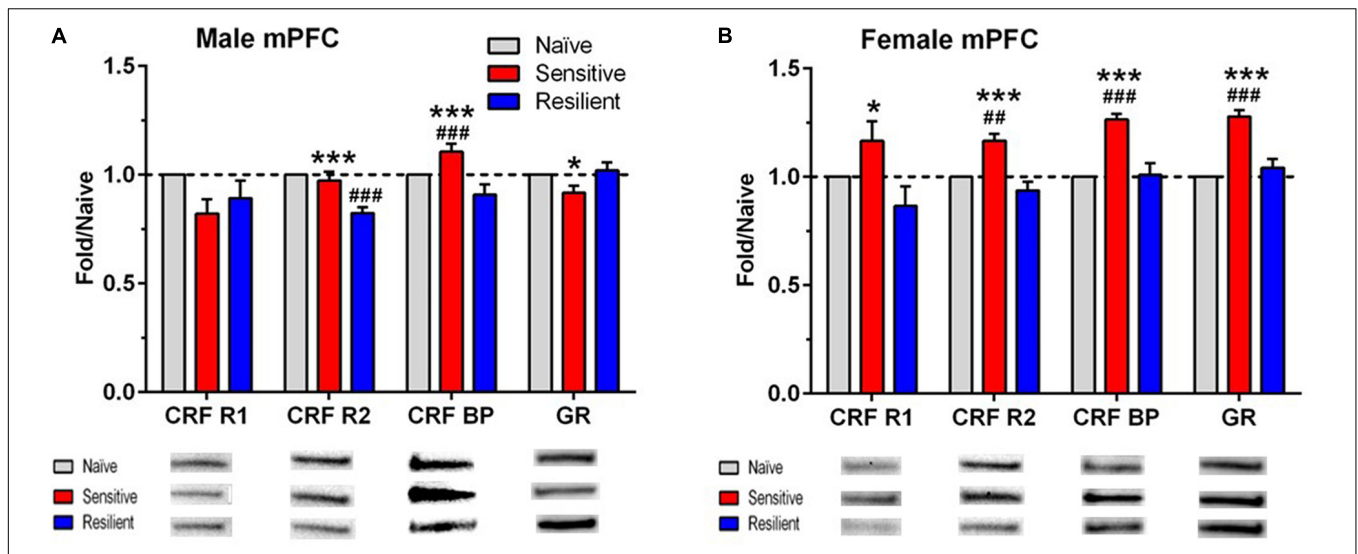 A
Male mPFC
Naïve
Sensitive
Resilient
Fold/Naive
1.5
1.0
0.5
0.0
***
###
***
###
*
CRF R1
CRF R2
CRF BP
GR
Naïve
Sensitive
Resilient
B
Female mPFC
Fold/Naive
1.5
1.0
0.5
0.0
*
***
##
***
###
***
###
CRF R1
CRF R2
CRF BP
GR
Naïve
Sensitive
Resilient